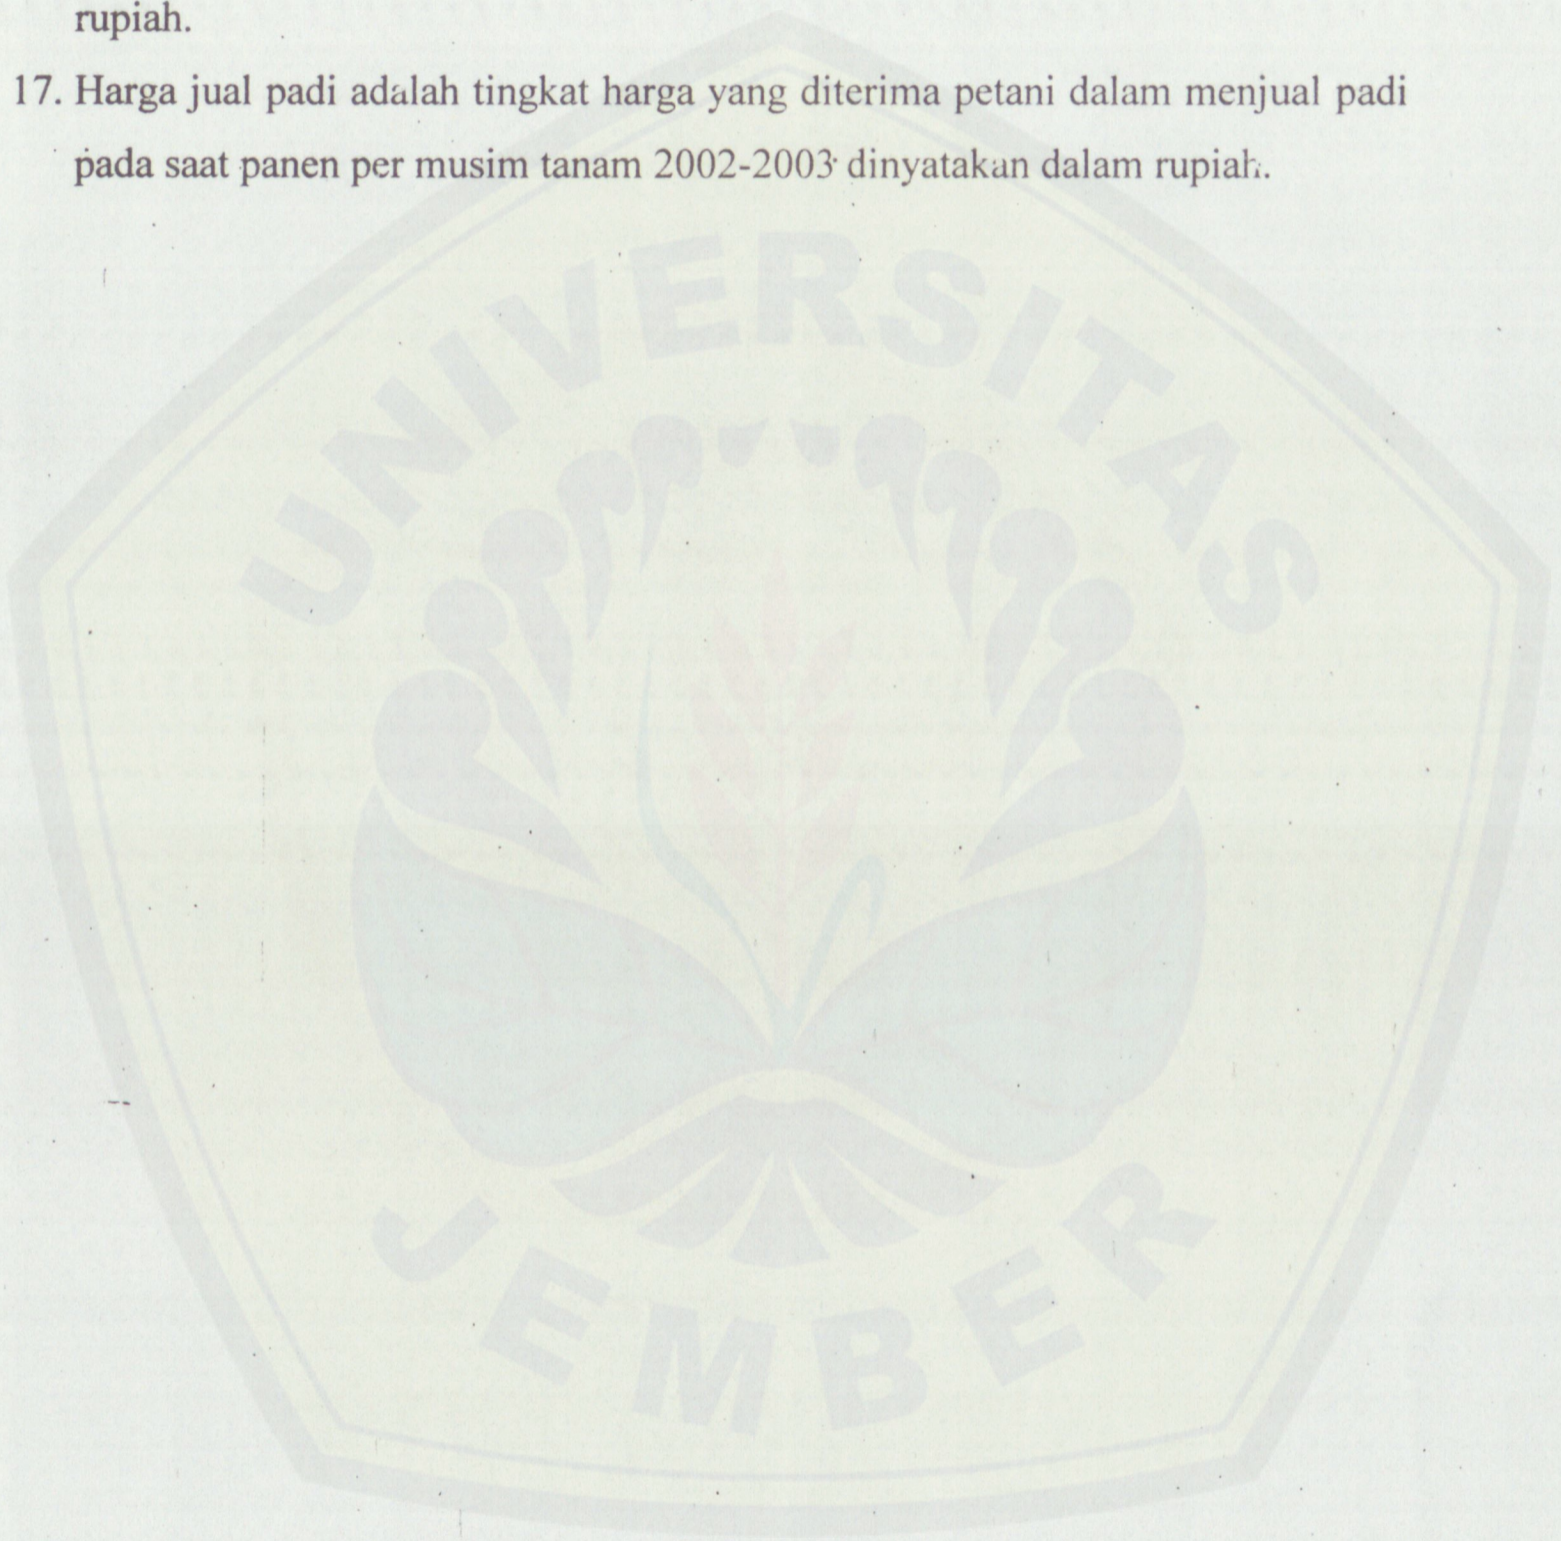 rupiah.
17. Harga jual padi adalah tingkat harga yang diterima petani dalam menjual padi
pada saat panen per musim tanam 2002-2003 dinyatakan dalam rupiah.
UNIVERSITAS
JEMBER